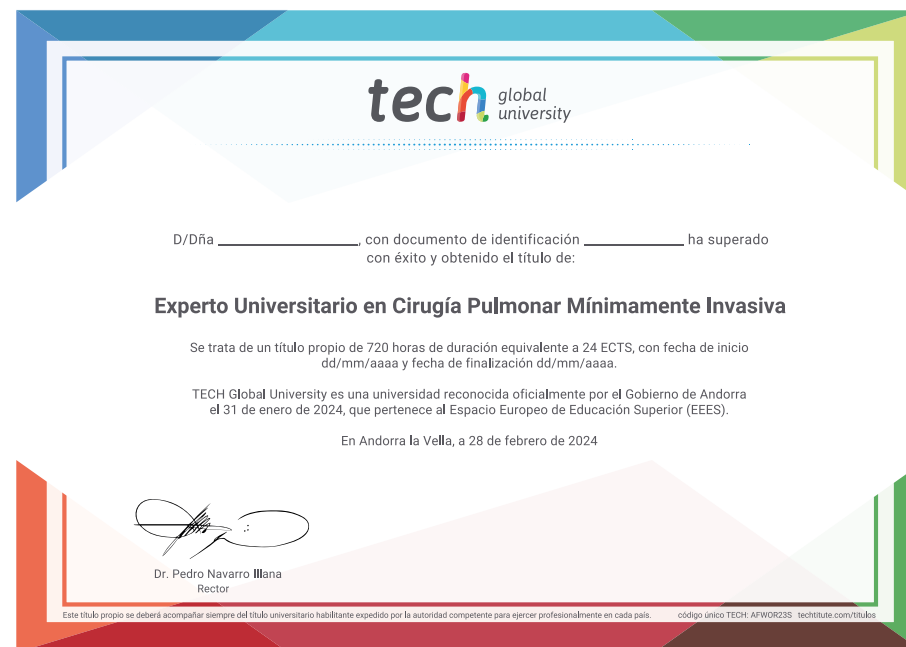 tech global university
D/Dña ____________________, con documento de identificación ______________ ha superado
con éxito y obtenido el título de:
Experto Universitario en Cirugía Pulmonar Mínimamente Invasiva
Se trata de un título propio de 720 horas de duración equivalente a 24 ECTS, con fecha de inicio
dd/mm/aaaa y fecha de finalización dd/mm/aaaa.
TECH Global University es una universidad reconocida oficialmente por el Gobierno de Andorra
el 31 de enero de 2024, que pertenece al Espacio Europeo de Educación Superior (EEES).
En Andorra la Vella, a 28 de febrero de 2024
Dr. Pedro Navarro Illana
Rector
Este título propio se deberá acompañar siempre del título universitario habilitante expedido por la autoridad competente para ejercer profesionalmente en cada país. código único TECH: AFWOR23S techtitute.com/titulos